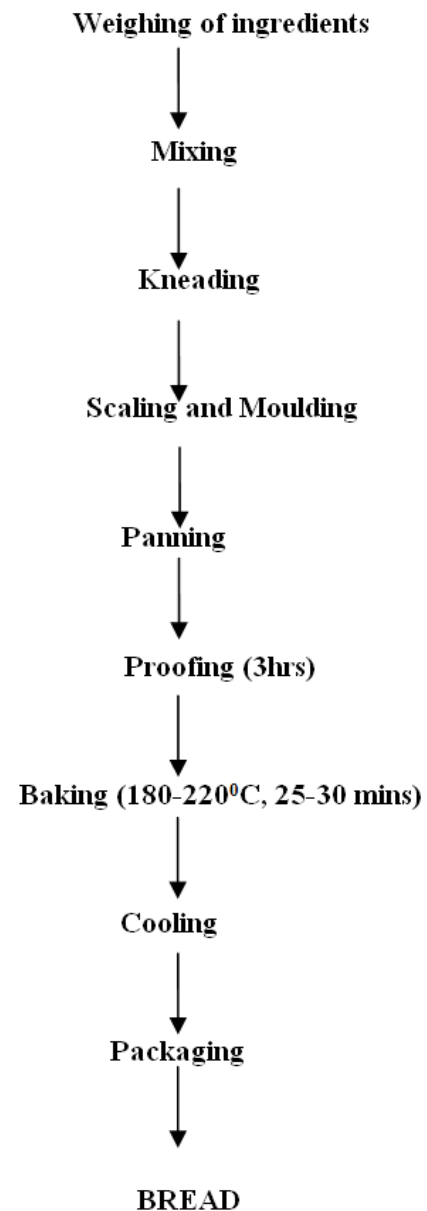 Weighing of ingredients
Mixing
Kneading
Scaling and Moulding
Panning
Proofing (3hrs)
Baking (180-220⁰C, 25-30 mins)
Cooling
Packaging
BREAD